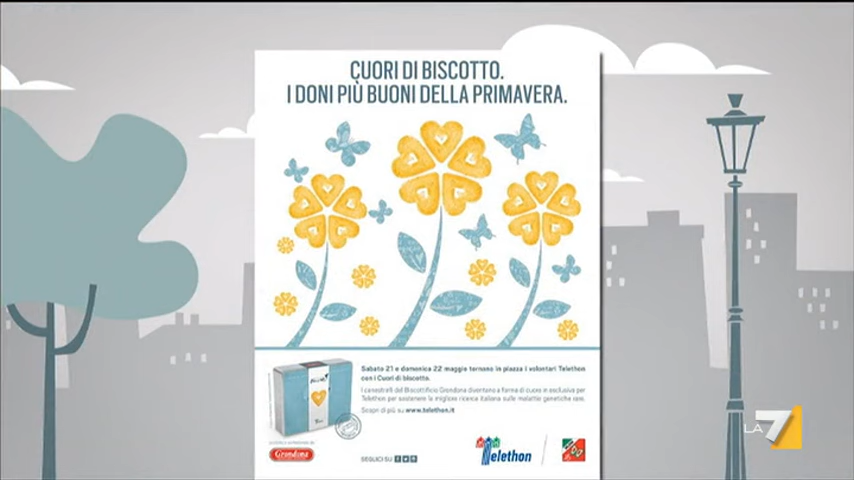 CUORI DI BISCOTTO.
I DONI PIÙ BUONI DELLA PRIMAVERA.
Sabato 21 e domenica 22 maggio tornano in piazza i volontari Telethon
con i Cuori di biscotto.
I canestrelli del Biscottificio Grondona diventano a forma di cuore in esclusiva per
Telethon per sostenere la migliore ricerca italiana sulle malattie genetiche rare.
Scopri di più su www.telethon.it
Grondona
SEGUICI SU
Telethon
LA7